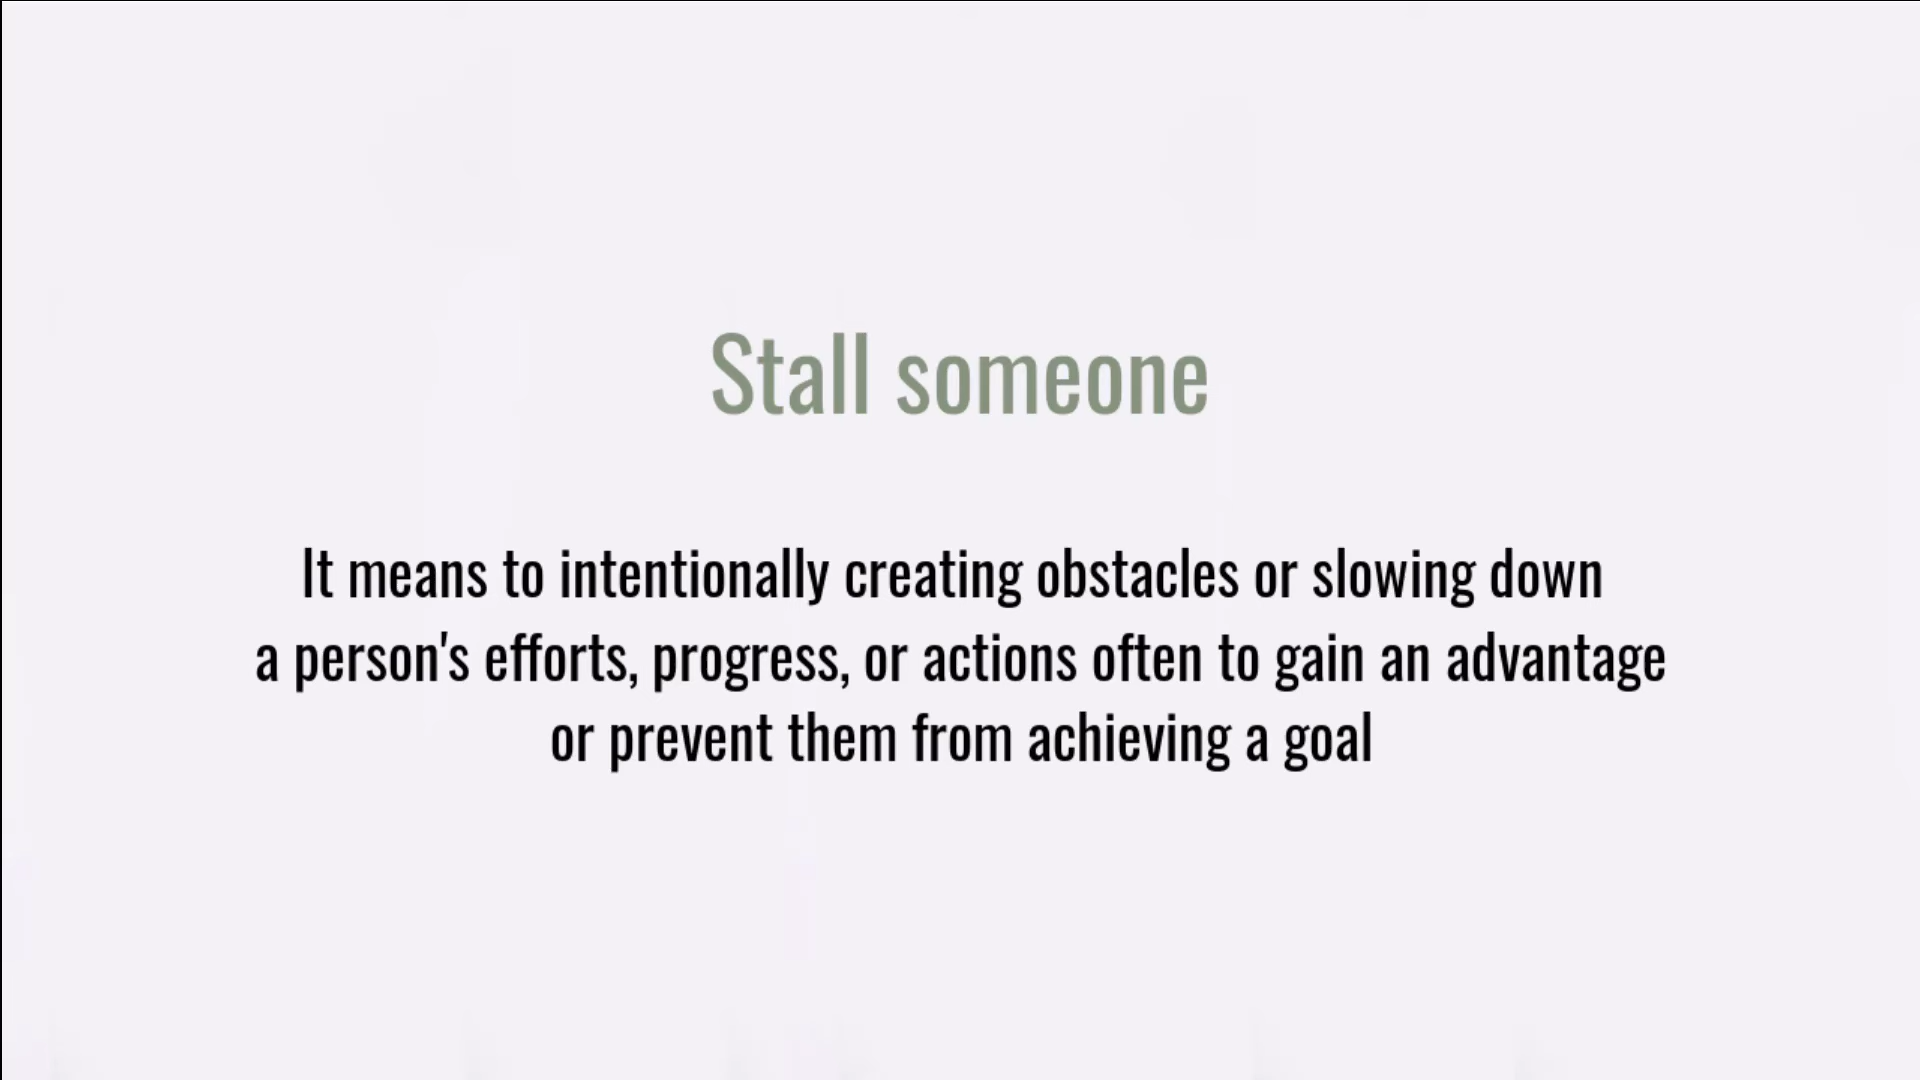 Stall someone
It means to intentionally creating obstacles or slowing down
a person's efforts, progress, or actions often to gain an advantage
or prevent them from achieving a goal